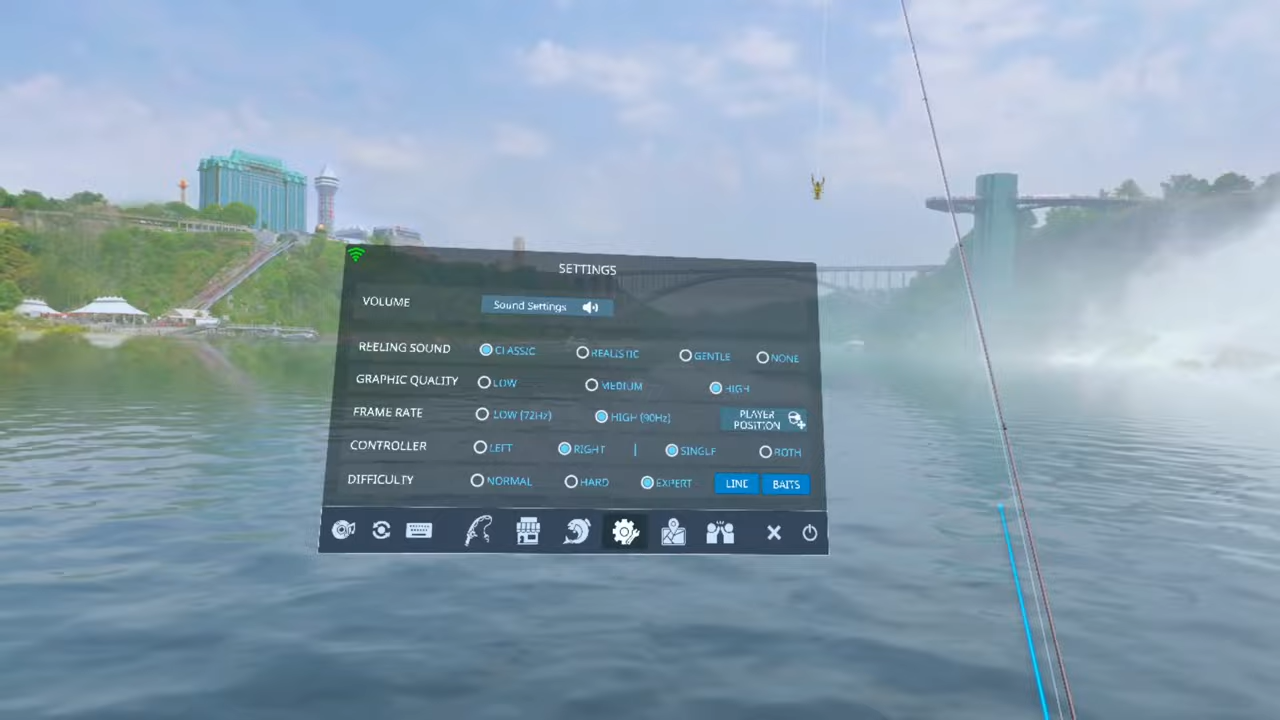 SETTINGS
VOLUME Sound Settings
REELING SOUND CLASSIC REALISTIC GENTLE NONE
GRAPHIC QUALITY LOW MEDIUM HIGH
FRAME RATE LOW (72Hz) HIGH (90Hz) PLAYER POSITION
CONTROLLER LEFT RIGHT | SINGLE BOTH
DIFFICULTY NORMAL HARD EXPERT LINE BAITS